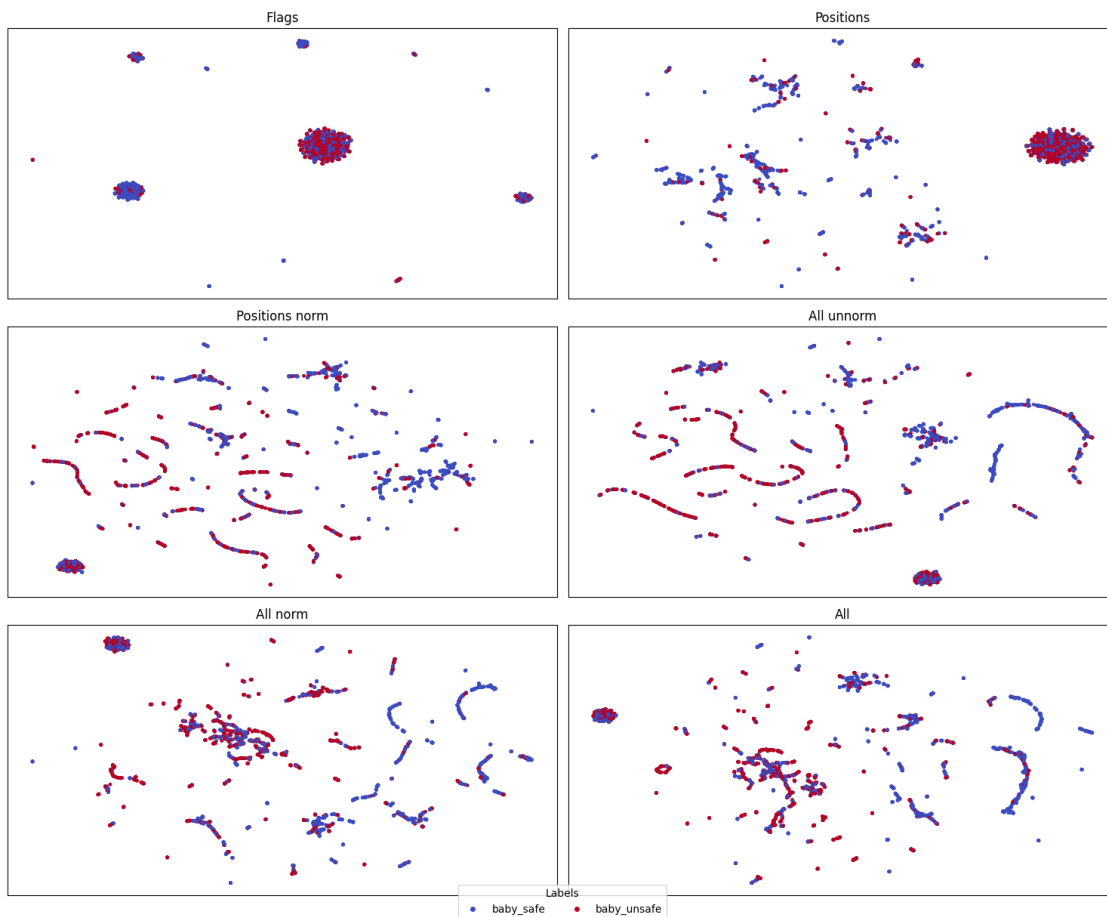 Flags
Positions
Positions norm
All unnorm
All norm
All
Labels
baby_safe
baby_unsafe